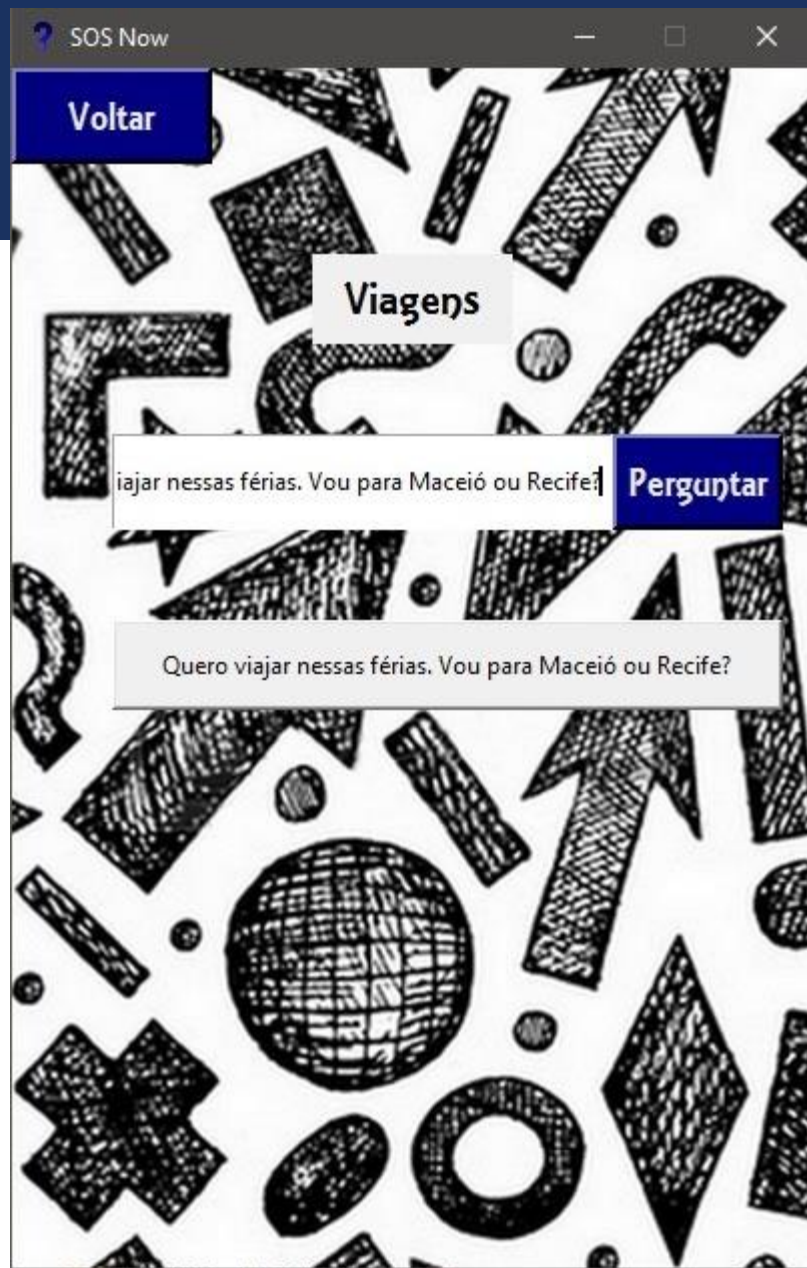 SOS Now
Voltar
Viagens
iajar nessas férias. Vou para Maceió ou Recife?
Perguntar
Quero viajar nessas férias. Vou para Maceió ou Recife?